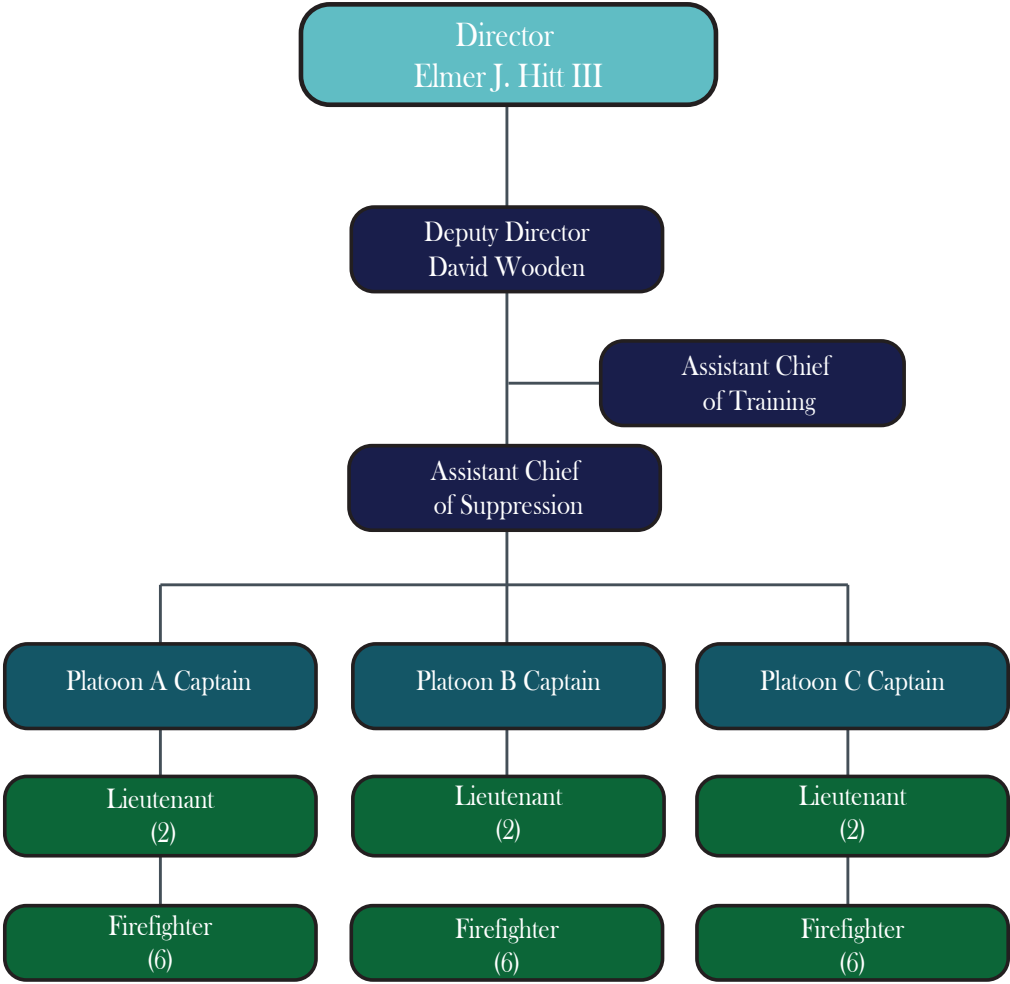 Director
Elmer J. Hitt III
Deputy Director
David Wooden
Assistant Chief
of Training
Assistant Chief
of Suppression
Platoon A Captain
Platoon B Captain
Platoon C Captain
Lieutenant
(2)
Lieutenant
(2)
Lieutenant
(2)
Firefighter
(6)
Firefighter
(6)
Firefighter
(6)